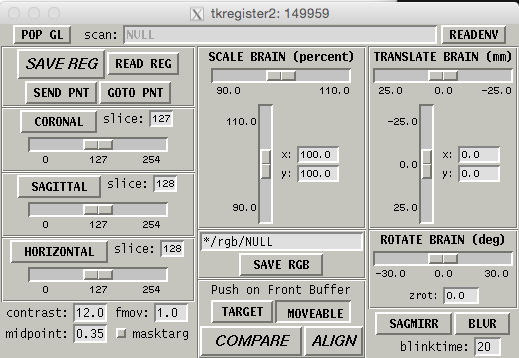 tkregister2: 149959
POP GL scan: NULL READENV
SAVE REG READ REG
SEND PNT GOTO PNT
CORONAL slice: 127
0 127 254
SAGITTAL slice: 128
0 127 254
HORIZONTAL slice: 128
0 127 254
contrast: 12.0 fmov: 1.0
midpoint: 0.35 masktarg
SCALE BRAIN (percent)
90.0 110.0
110.0
x: 100.0
y: 100.0
90.0
*/rgb/NULL
SAVE RGB
Push on Front Buffer
TARGET MOVEABLE
COMPARE ALIGN
TRANSLATE BRAIN (mm)
25.0 0.0 -25.0
-25.0
x: 0.0
0.0
y: 0.0
25.0
ROTATE BRAIN (deg)
-30.0 0.0 30.0
zrot: 0.0
SAGMIRR BLUR
blinktime: 20